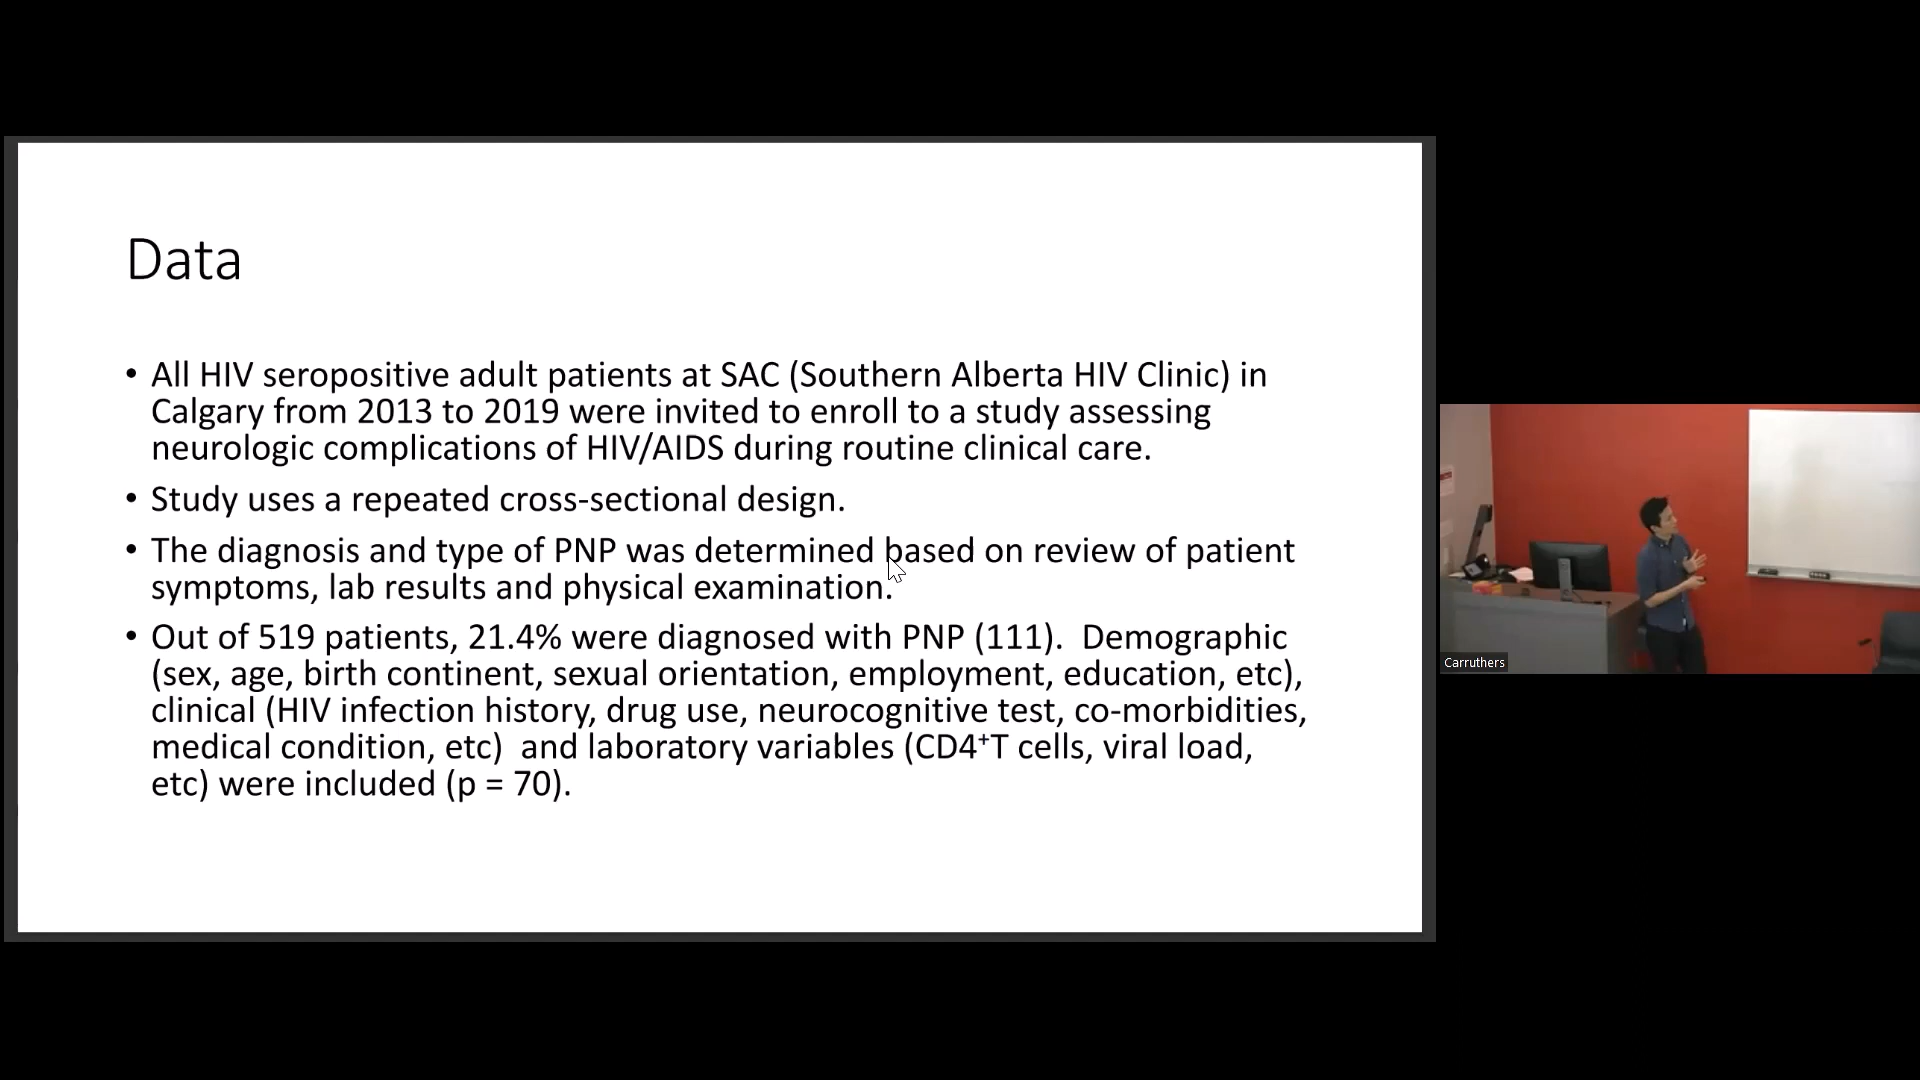 Data
• All HIV seropositive adult patients at SAC (Southern Alberta HIV Clinic) in
Calgary from 2013 to 2019 were invited to enroll to a study assessing
neurologic complications of HIV/AIDS during routine clinical care.
• Study uses a repeated cross-sectional design.
• The diagnosis and type of PNP was determined based on review of patient
symptoms, lab results and physical examination.
• Out of 519 patients, 21.4% were diagnosed with PNP (111).  Demographic
(sex, age, birth continent, sexual orientation, employment, education, etc),
clinical (HIV infection history, drug use, neurocognitive test, co-morbidities,
medical condition, etc)  and laboratory variables (CD4⁺T cells, viral load,
etc) were included (p = 70).
Carruthers